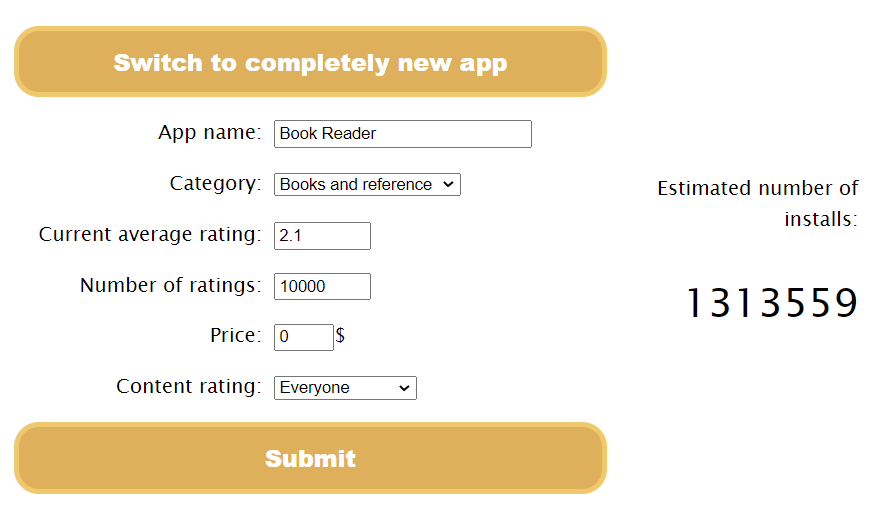 Switch to completely new app
App name: Book Reader
Category: Books and reference
Current average rating: 2.1
Number of ratings: 10000
Price: 0 $
Content rating: Everyone
Submit
Estimated number of
installs:
1313559